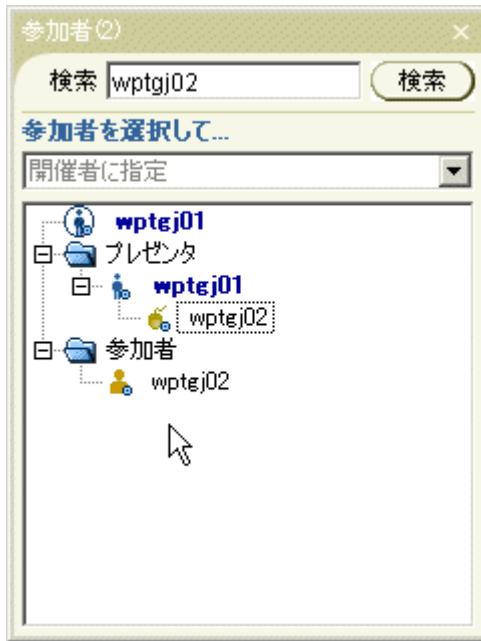 参加者(2)
検索 wptgj02 検索
参加者を選択して...
開催者に指定
wptgj01
プレゼンタ
wptgj01
wptgj02
参加者
wptgj02